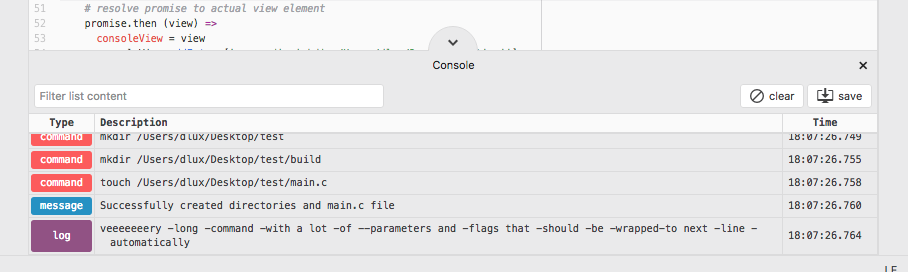 51 # resolve promise to actual view element
52 promise.then (view) =>
53 consoleView = view
Console
Filter list content
clear save
Type Description Time
command mkdir /Users/dlux/Desktop/test 18:07:26.749
command mkdir /Users/dlux/Desktop/test/build 18:07:26.755
command touch /Users/dlux/Desktop/test/main.c 18:07:26.758
message Successfully created directories and main.c file 18:07:26.760
log veeeeeeery -long -command -with a lot -of --parameters and -flags that -should -be -wrapped-to next -line - 18:07:26.764
automatically
LF